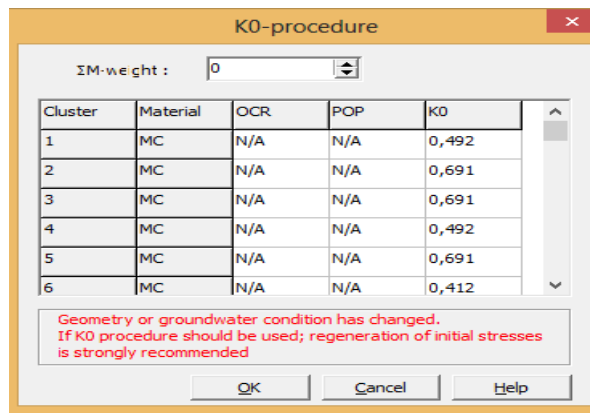 K0-procedure
ΣM-weight : 0
Cluster Material OCR POP K0
1 MC N/A N/A 0,492
2 MC N/A N/A 0,691
3 MC N/A N/A 0,691
4 MC N/A N/A 0,492
5 MC N/A N/A 0,691
6 MC N/A N/A 0,412
Geometry or groundwater condition has changed.
If K0 procedure should be used; regeneration of initial stresses
is strongly recommended
OK Cancel Help